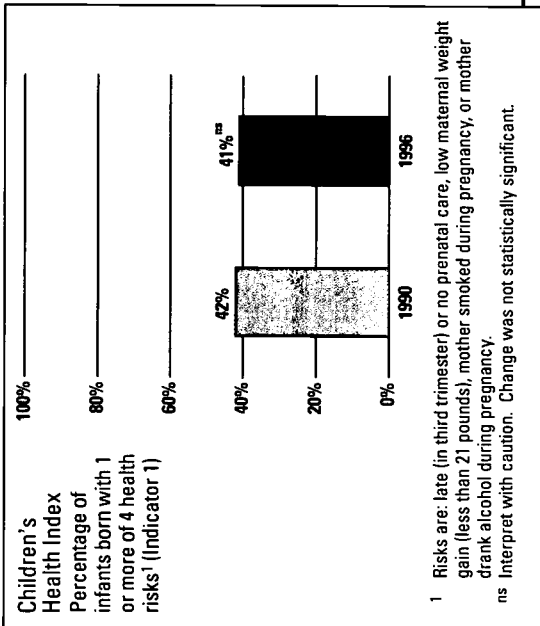 Children's
Health Index
Percentage of
infants born with 1
or more of 4 health
risks¹ (Indicator 1)
100%
80%
60%
40%
20%
0%
42%
41%ⁿˢ
1990
1996
1 Risks are: late (in third trimester) or no prenatal care, low maternal weight
gain (less than 21 pounds), mother smoked during pregnancy, or mother
drank alcohol during pregnancy.
ns Interpret with caution. Change was not statistically significant.